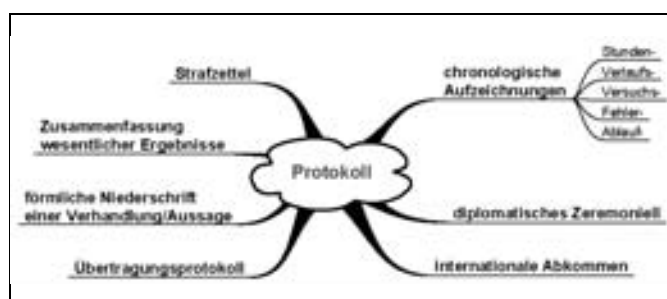 Strafzettel
Zusammenfassung
wesentlicher Ergebnisse
förmliche Niederschrift
einer Verhandlung/Aussage
Übertragungsprotokoll
Protokoll
chronologische
Aufzeichnungen
Stunden-
Verlaufs-
Versuchs-
Fehler-
Ablauf-
diplomatisches Zeremoniell
internationale Abkommen